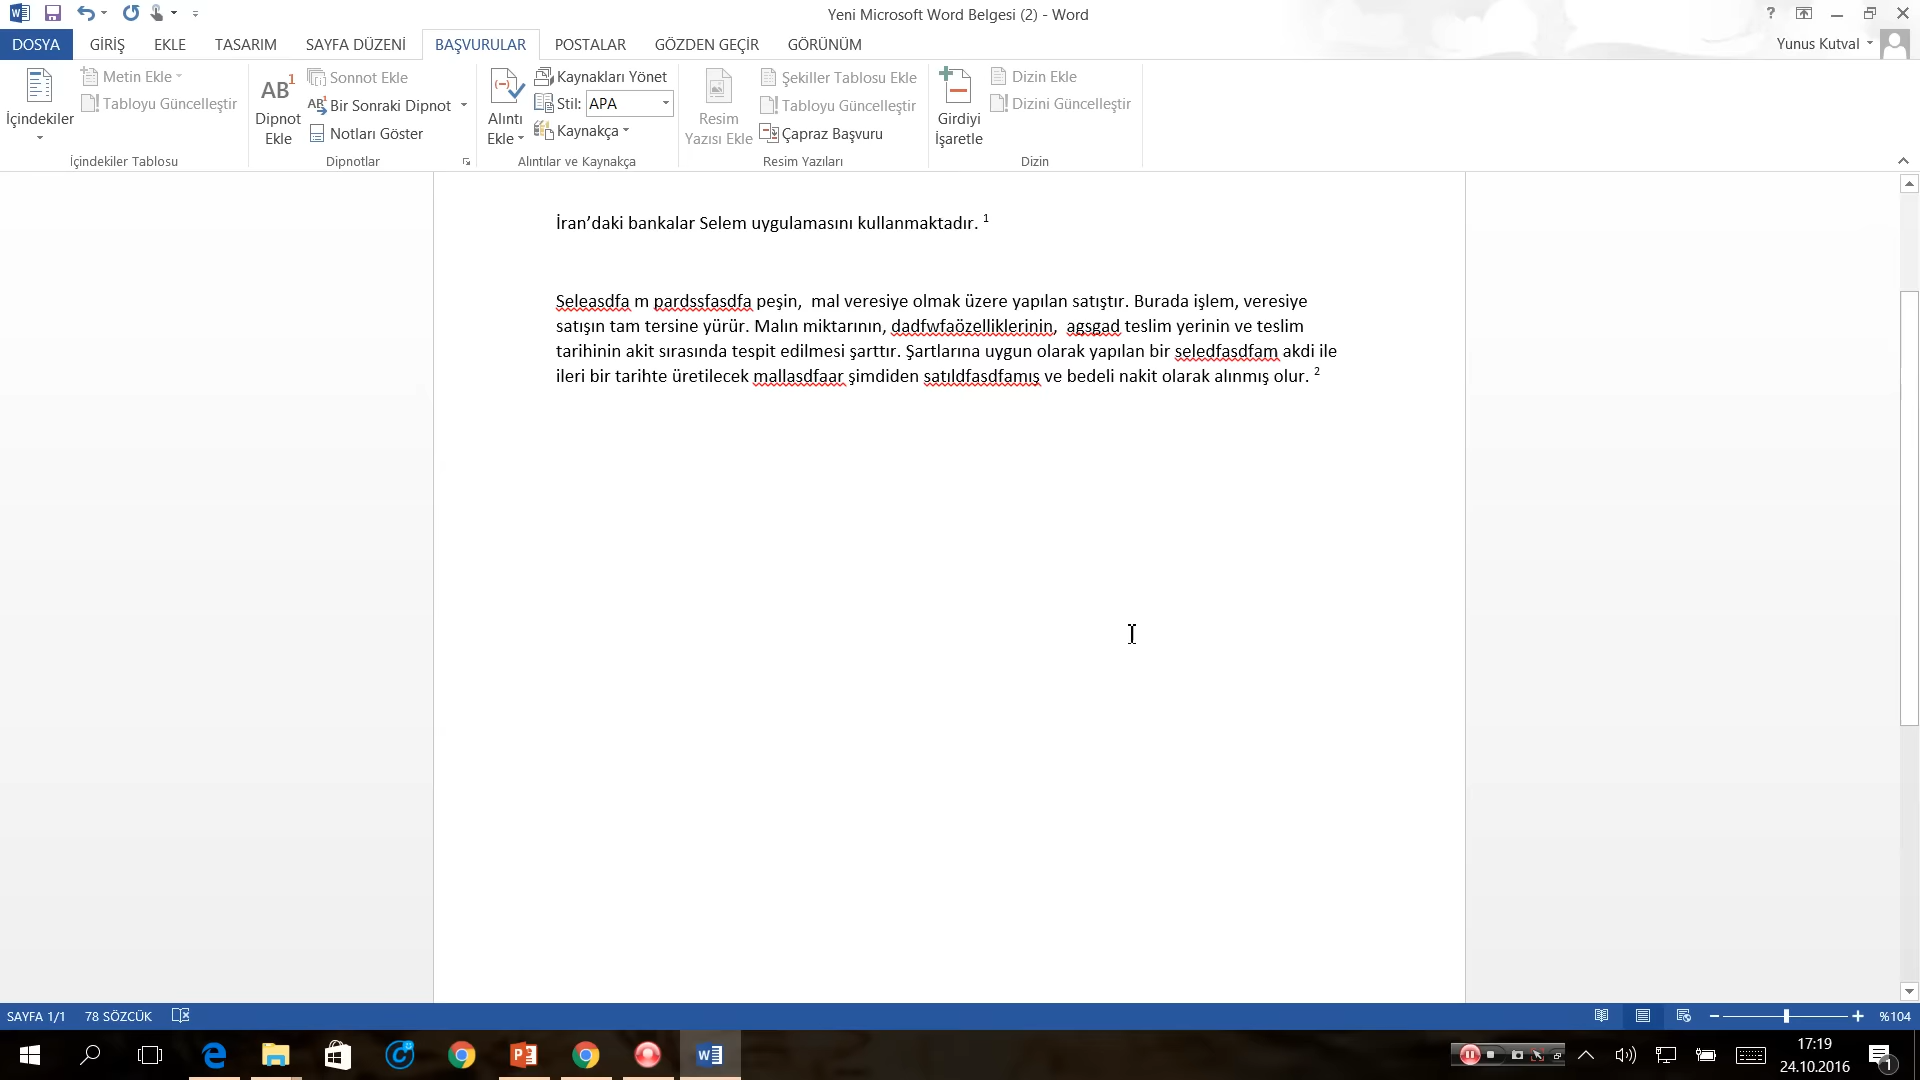 Yeni Microsoft Word Belgesi (2) - Word
?
DOSYA GİRİŞ EKLE TASARIM SAYFA DÜZENİ BAŞVURULAR POSTALAR GÖZDEN GEÇİR GÖRÜNÜM Yunus Kutval
İçindekiler
Metin Ekle
Tabloyu Güncelleştir
İçindekiler Tablosu
AB1
Dipnot
Ekle
Sonnot Ekle
Bir Sonraki Dipnot
Notları Göster
Dipnotlar
Alıntı
Ekle
Kaynakları Yönet
Stil: APA
Kaynakça
Alıntılar ve Kaynakça
Resim
Yazısı Ekle
Şekiller Tablosu Ekle
Tabloyu Güncelleştir
Çapraz Başvuru
Resim Yazıları
Girdiyi
İşaretle
Dizin Ekle
Dizini Güncelleştir
Dizin
İran’daki bankalar Selem uygulamasını kullanmaktadır. 1
Seleasdfa m pardssfasdfa peşin,  mal veresiye olmak üzere yapılan satıştır. Burada işlem, veresiye
satışın tam tersine yürür. Malın miktarının, dadfwfaözelliklerinin,  agsgad teslim yerinin ve teslim
tarihinin akit sırasında tespit edilmesi şarttır. Şartlarına uygun olarak yapılan bir seledfasdfam akdi ile
ileri bir tarihte üretilecek mallasdfaar şimdiden satıldfasdfamış ve bedeli nakit olarak alınmış olur. 2
SAYFA 1/1 78 SÖZCÜK %104
17:19
24.10.2016
1